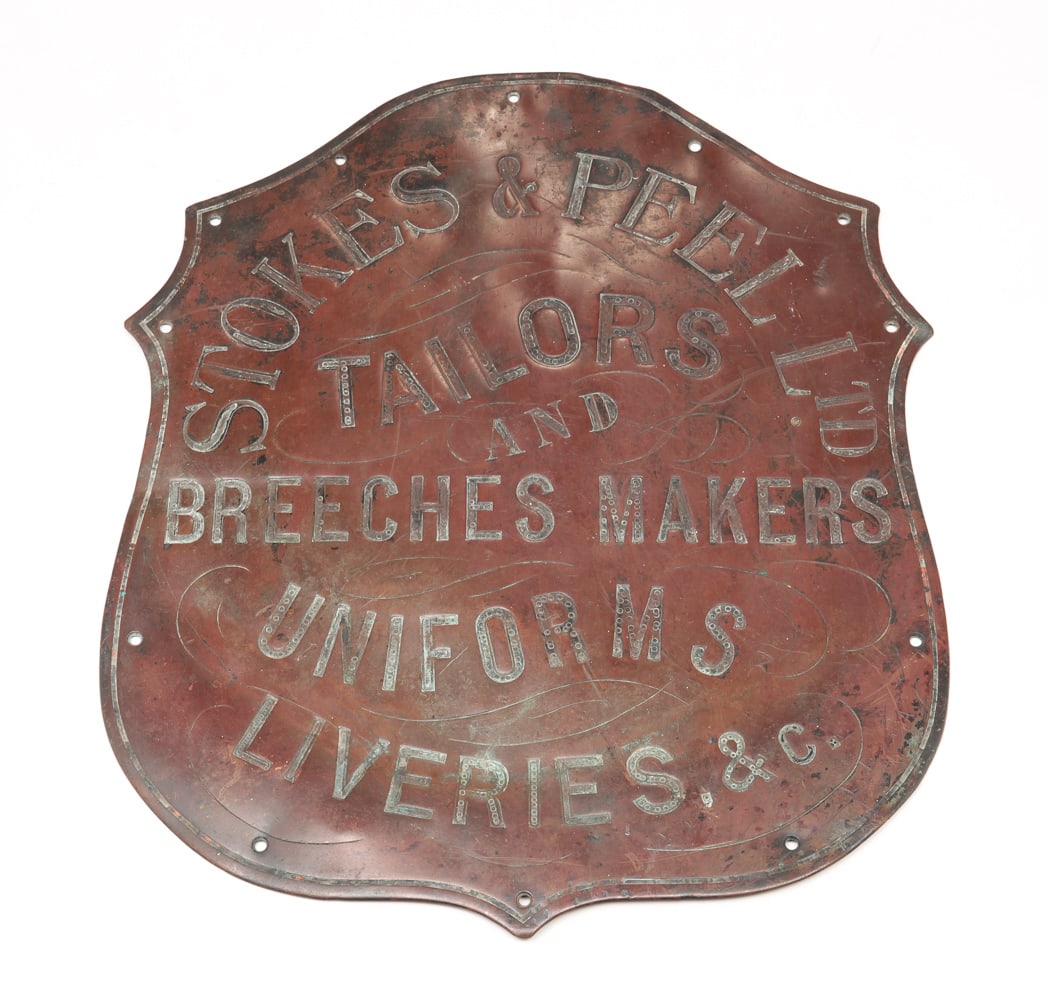 STOKES & PEEL LTD
TAILORS
AND
BREECHES MAKERS
UNIFORMS
LIVERIES, & C.